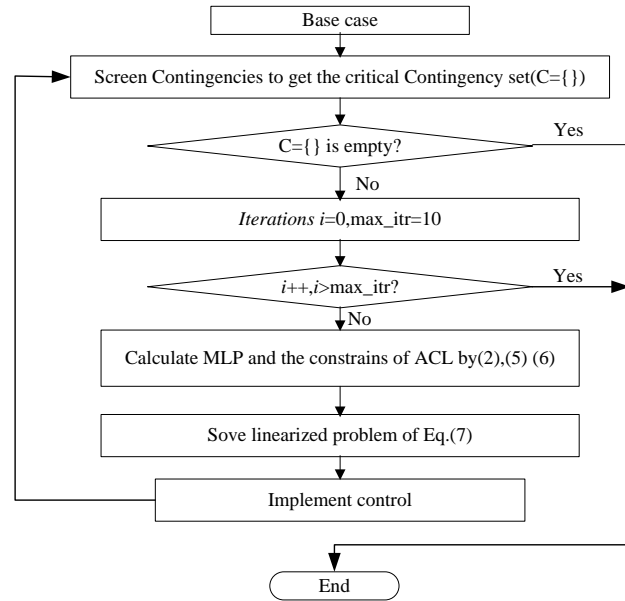 Base case
Screen Contingencies to get the critical Contingency set(C={})
C={} is empty?
Yes
No
Iterations i=0,max_itr=10
i++,i>max_itr?
Yes
No
Calculate MLP and the constrains of ACL by(2),(5) (6)
Sove linearized problem of Eq.(7)
Implement control
End